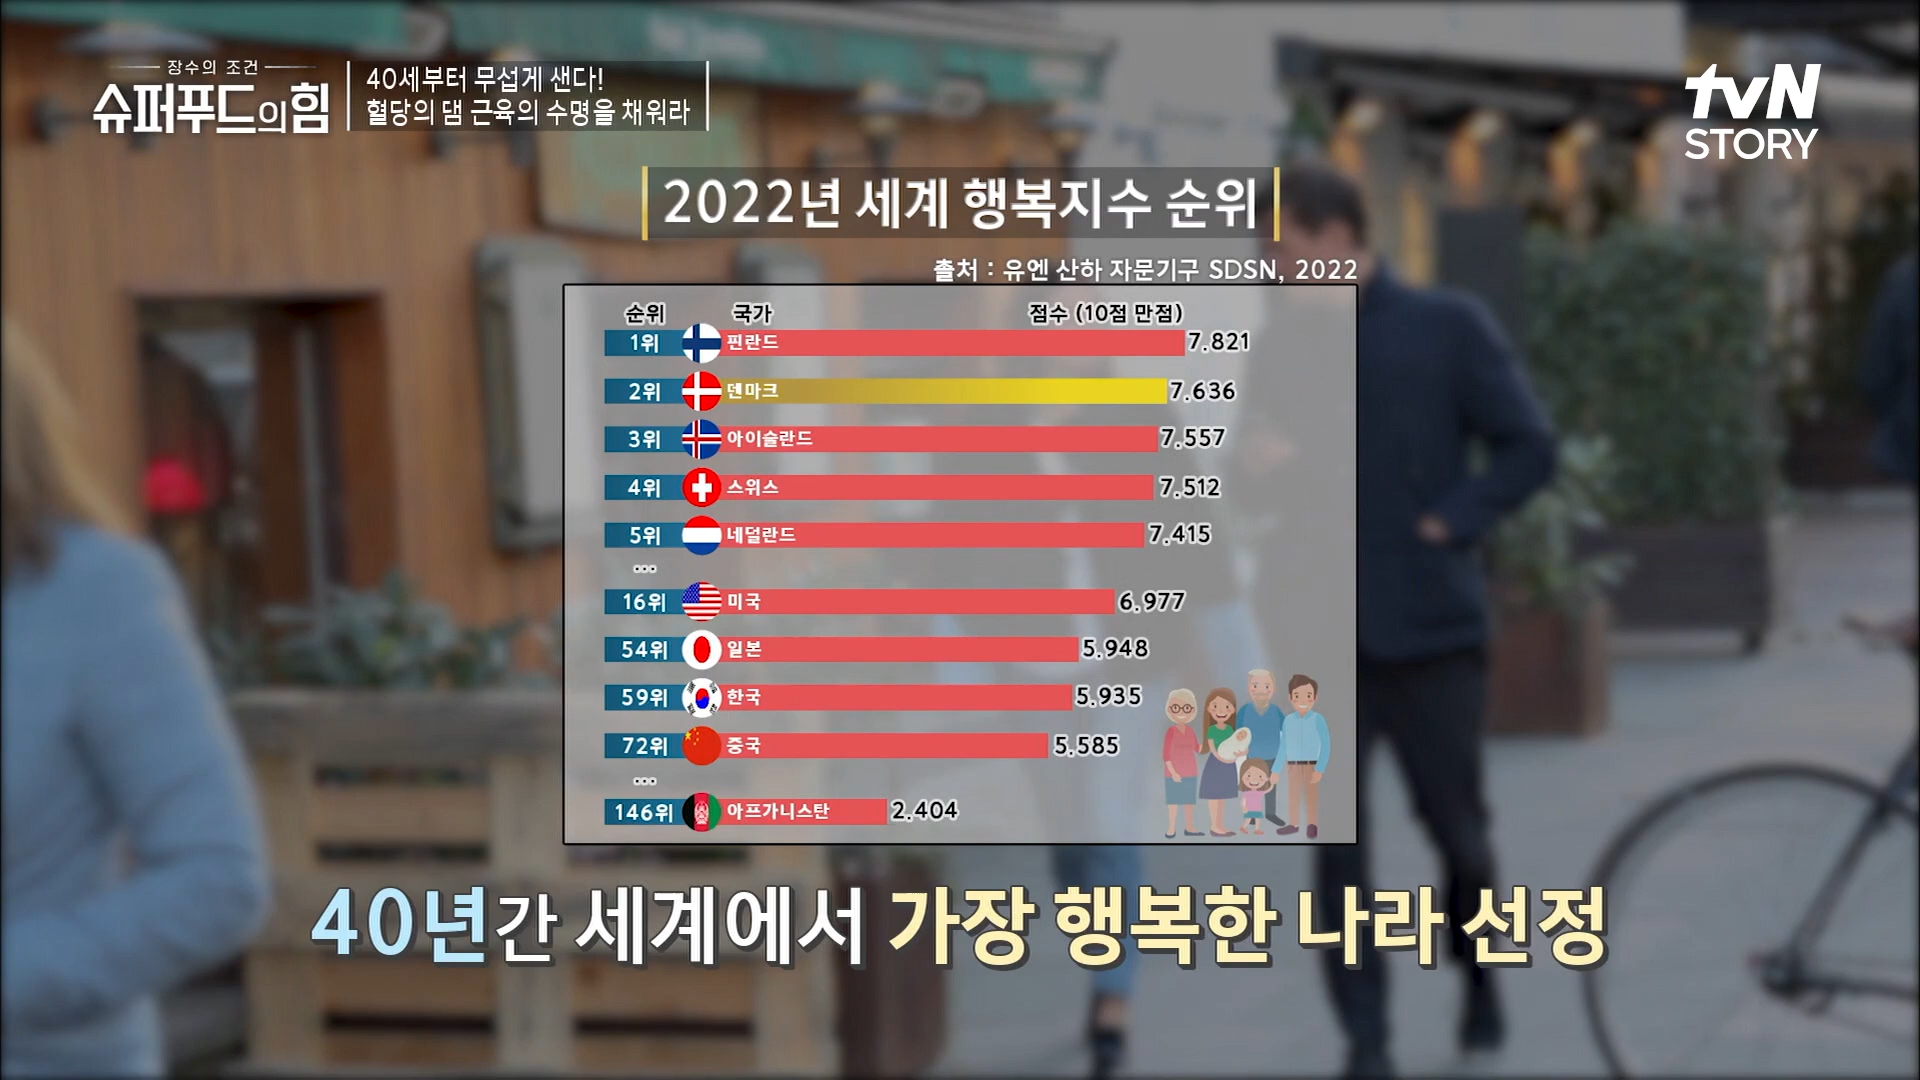 장수의 조건
슈퍼푸드의 힘
40세부터 무섭게 샌다!
혈당의 댐 근육의 수명을 채워라
tvN
STORY
2022년 세계 행복지수 순위
출처 : 유엔 산하 자문기구 SDSN, 2022
순위 국가 점수 (10점 만점)
1위 핀란드 7.821
2위 덴마크 7.636
3위 아이슬란드 7.557
4위 스위스 7.512
5위 네덜란드 7.415
...
16위 미국 6.977
54위 일본 5.948
59위 한국 5.935
72위 중국 5.585
...
146위 아프가니스탄 2.404
40년간 세계에서 가장 행복한 나라 선정